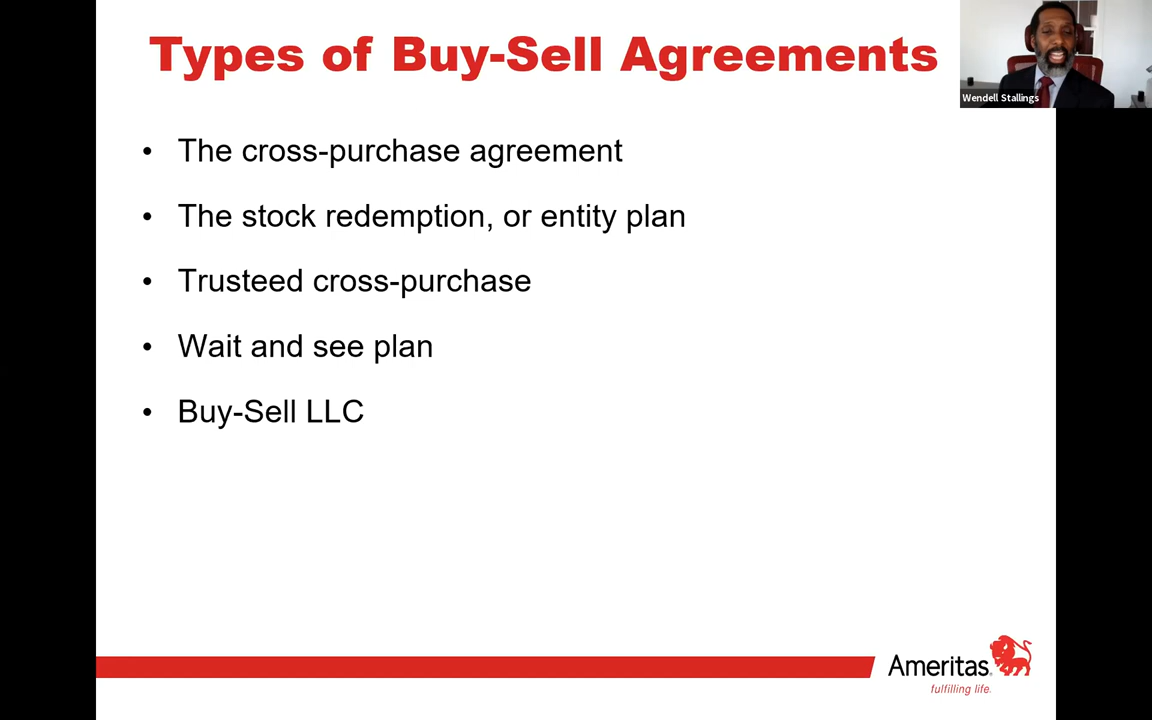 Types of Buy-Sell Agreements
Wendell Stallings
• The cross-purchase agreement
• The stock redemption, or entity plan
• Trusteed cross-purchase
• Wait and see plan
• Buy-Sell LLC
Ameritas®
fulfilling life.